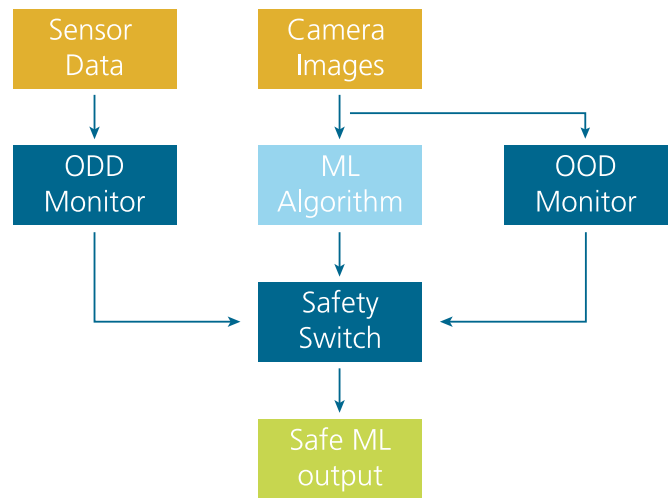 Sensor
Data
Camera
Images
ODD
Monitor
ML
Algorithm
OOD
Monitor
Safety
Switch
Safe ML
output